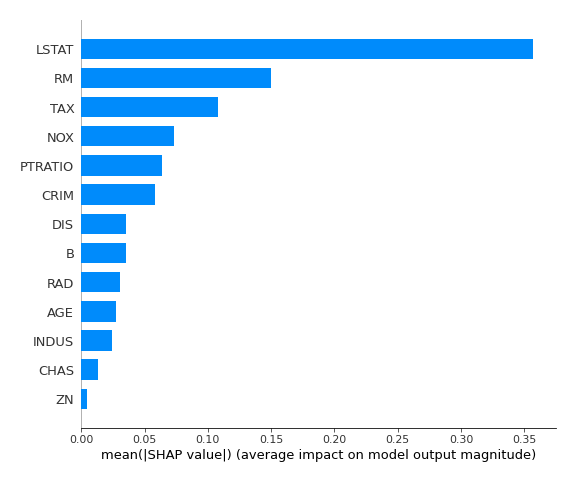 LSTAT
RM
TAX
NOX
PTRATIO
CRIM
DIS
B
RAD
AGE
INDUS
CHAS
ZN
0.00 0.05 0.10 0.15 0.20 0.25 0.30 0.35
mean(|SHAP value|) (average impact on model output magnitude)